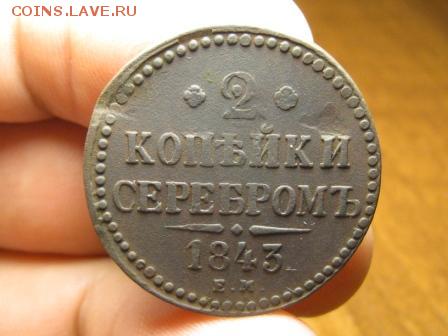 COINS.LAVE.RU
2
КОПѢЙКИ
СЕРЕБРОМЪ
1843
Е.М.